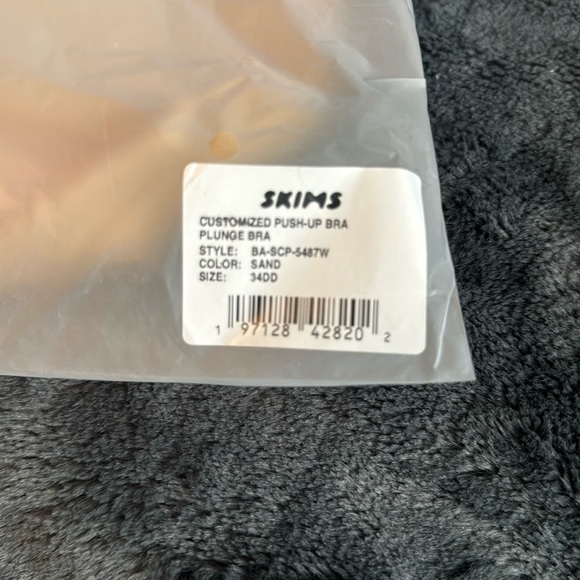 SKIMS
CUSTOMIZED PUSH-UP BRA
PLUNGE BRA
STYLE: BA-SCP-5487W
COLOR: SAND
SIZE: 34DD
1 97128 42820 2